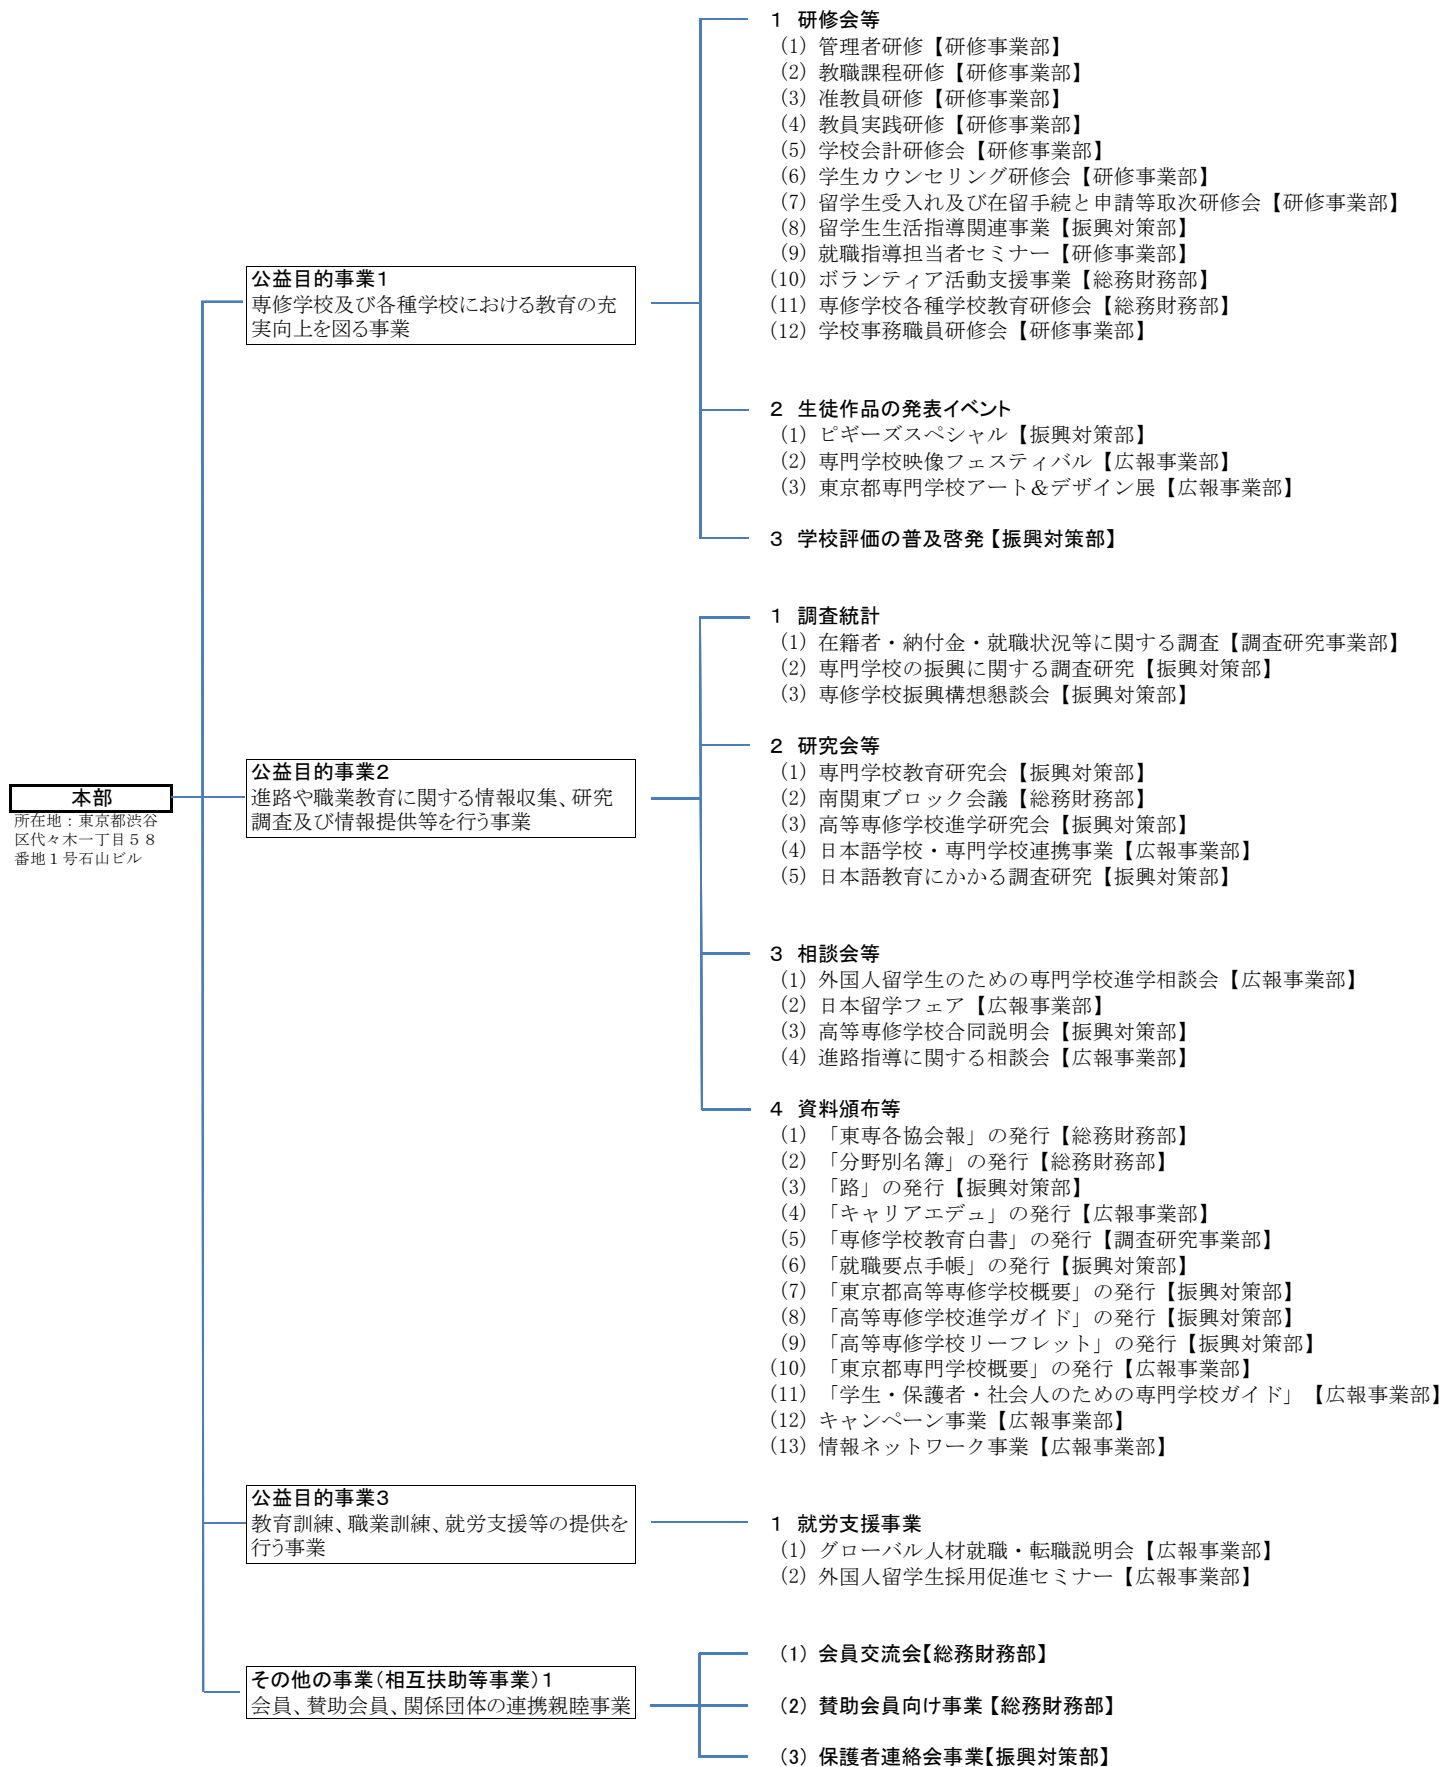 1 研修会等
(1) 管理者研修【研修事業部】
(2) 教職課程研修【研修事業部】
(3) 准教員研修【研修事業部】
(4) 教員実践研修【研修事業部】
(5) 学校会計研修会【研修事業部】
(6) 学生カウンセリング研修会【研修事業部】
(7) 留学生受入れ及び在留手続と申請等取次研修会【研修事業部】
(8) 留学生生活指導関連事業【振興対策部】
(9) 就職指導担当者セミナー【研修事業部】
(10) ボランティア活動支援事業【総務財務部】
(11) 専修学校各種学校教育研修会【総務財務部】
(12) 学校事務職員研修会【研修事業部】
公益目的事業1
専修学校及び各種学校における教育の充
実向上を図る事業
2 生徒作品の発表イベント
(1) ピギーズスペシャル【振興対策部】
(2) 専門学校映像フェスティバル【広報事業部】
(3) 東京都専門学校アート&デザイン展【広報事業部】
3 学校評価の普及啓発【振興対策部】
1 調査統計
(1) 在籍者・納付金・就職状況等に関する調査【調査研究事業部】
(2) 専門学校の振興に関する調査研究【振興対策部】
(3) 専修学校振興構想懇談会【振興対策部】
本部
所在地：東京都渋谷
区代々木一丁目５８
番地１号石山ビル
公益目的事業2
進路や職業教育に関する情報収集、研究
調査及び情報提供等を行う事業
2 研究会等
(1) 専門学校教育研究会【振興対策部】
(2) 南関東ブロック会議【総務財務部】
(3) 高等専修学校進学研究会【振興対策部】
(4) 日本語学校・専門学校連携事業【広報事業部】
(5) 日本語教育にかかる調査研究【振興対策部】
3 相談会等
(1) 外国人留学生のための専門学校進学相談会【広報事業部】
(2) 日本留学フェア【広報事業部】
(3) 高等専修学校合同説明会【振興対策部】
(4) 進路指導に関する相談会【広報事業部】
4 資料頒布等
(1) 「東専各協会報」の発行【総務財務部】
(2) 「分野別名簿」の発行【総務財務部】
(3) 「路」の発行【振興対策部】
(4) 「キャリアエデュ」の発行【広報事業部】
(5) 「専修学校教育白書」の発行【調査研究事業部】
(6) 「就職要点手帳」の発行【振興対策部】
(7) 「東京都高等専修学校概要」の発行【振興対策部】
(8) 「高等専修学校進学ガイド」の発行【振興対策部】
(9) 「高等専修学校リーフレット」の発行【振興対策部】
(10) 「東京都専門学校概要」の発行【広報事業部】
(11) 「学生・保護者・社会人のための専門学校ガイド」【広報事業部】
(12) キャンペーン事業【広報事業部】
(13) 情報ネットワーク事業【広報事業部】
公益目的事業3
教育訓練、職業訓練、就労支援等の提供を
行う事業
1 就労支援事業
(1) グローバル人材就職・転職説明会【広報事業部】
(2) 外国人留学生採用促進セミナー【広報事業部】
その他の事業（相互扶助等事業）1
会員、賛助会員、関係団体の連携親睦事業
(1) 会員交流会【総務財務部】
(2) 賛助会員向け事業【総務財務部】
(3) 保護者連絡会事業【振興対策部】